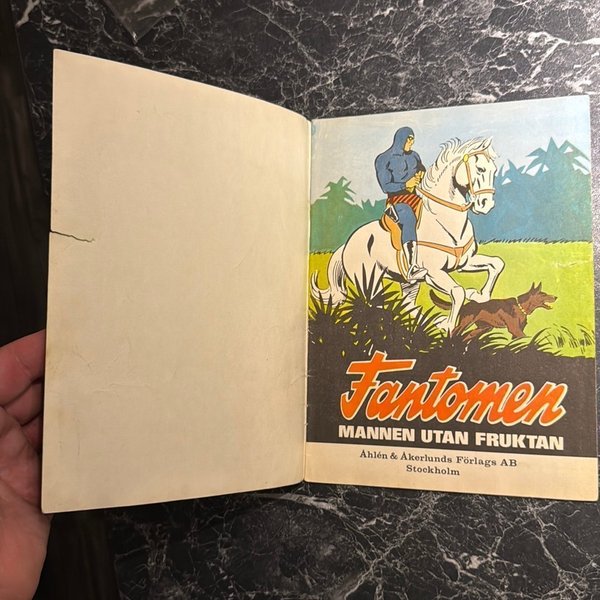 Fantomen
MANNEN UTAN FRUKTAN
Åhlén & Åkerlunds Förlags AB
Stockholm